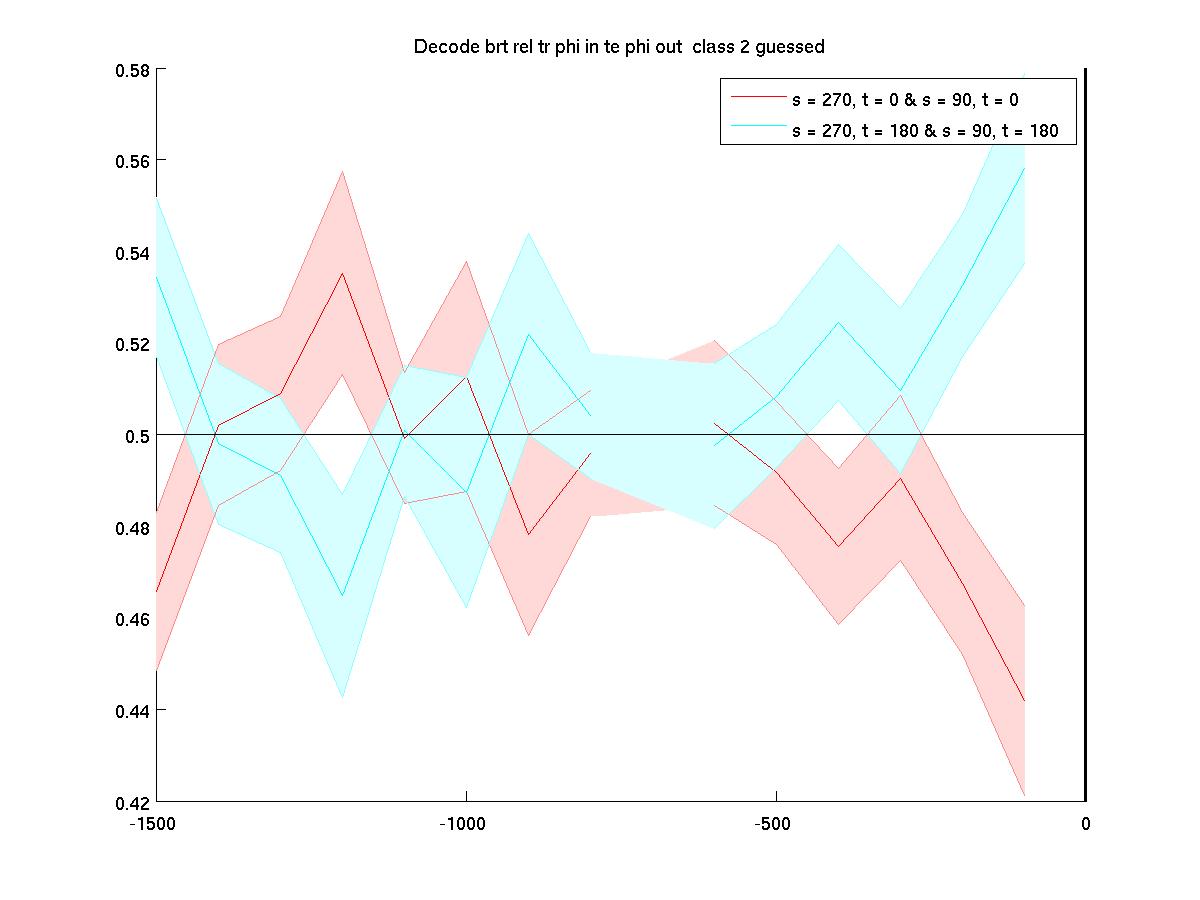 Decode brt rel tr phi in te phi out class 2 guessed
s = 270, t = 0 & s = 90, t = 0
s = 270, t = 180 & s = 90, t = 180
0.58
0.56
0.54
0.52
0.5
0.48
0.46
0.44
0.42
-1500 -1000 -500 0